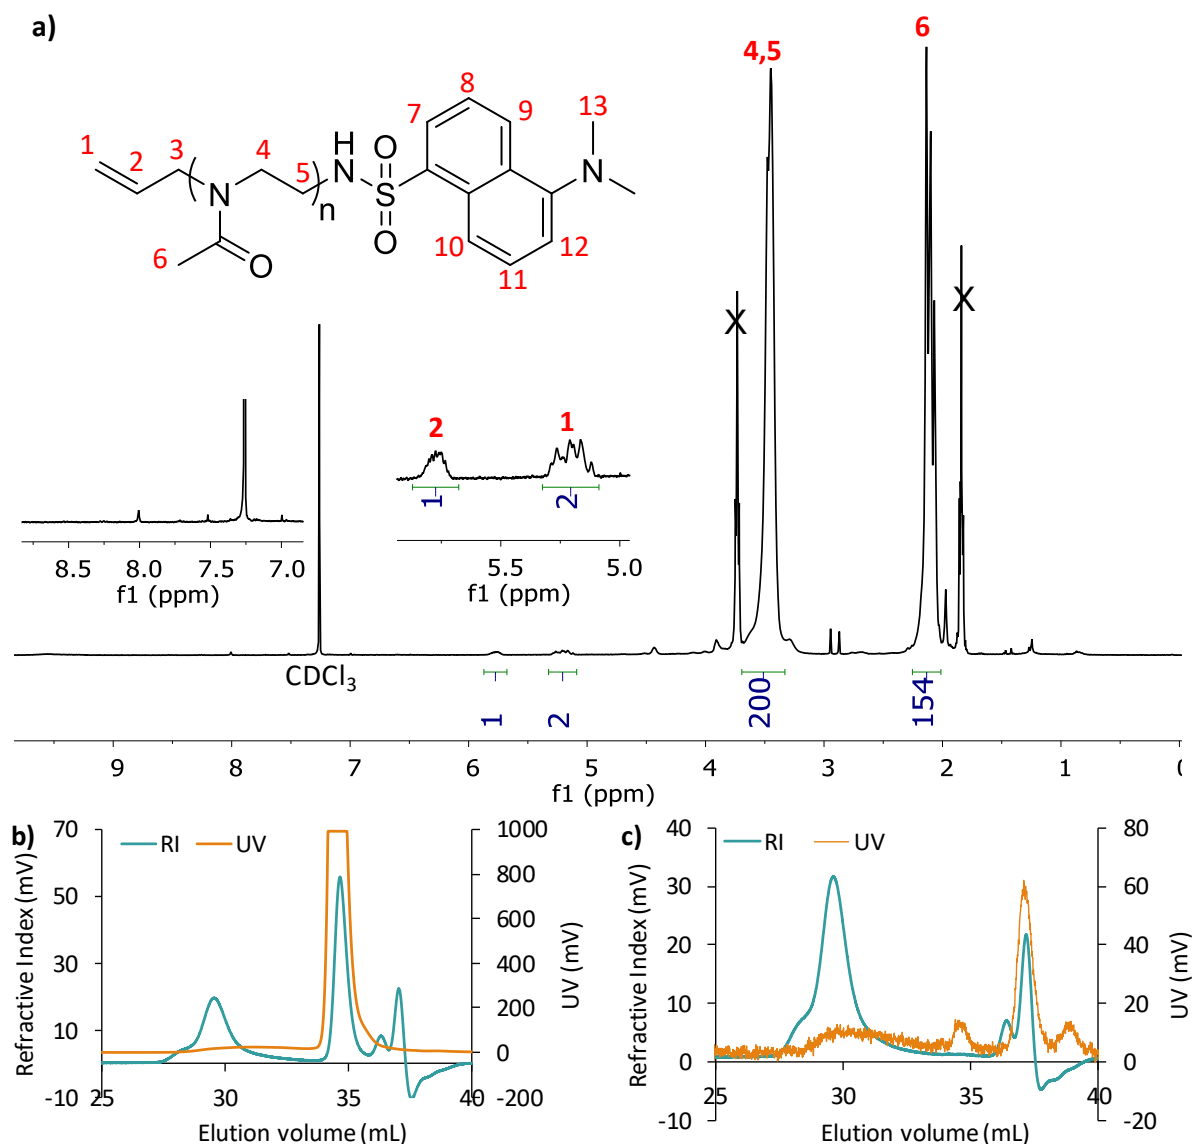 a)
4,5
6
1
2
3
4
5
6
7
8
9
10
11
12
13
N
O
n
H
N
O
S
O
N
X
X
2
1
1
2
8.5 8.0 7.5 7.0
f1 (ppm)
5.5 5.0
f1 (ppm)
CDCl3
1
2
200
154
9 8 7 6 5 4 3 2 1 0
f1 (ppm)
b)
RI UV
Refractive Index (mV)
70
50
30
10
-10
UV (mV)
1000
800
600
400
200
0
-200
25 30 35 40
Elution volume (mL)
c)
RI UV
Refractive Index (mV)
40
30
20
10
0
-10
UV (mV)
80
60
40
20
0
-20
25 30 35 40
Elution volume (mL)